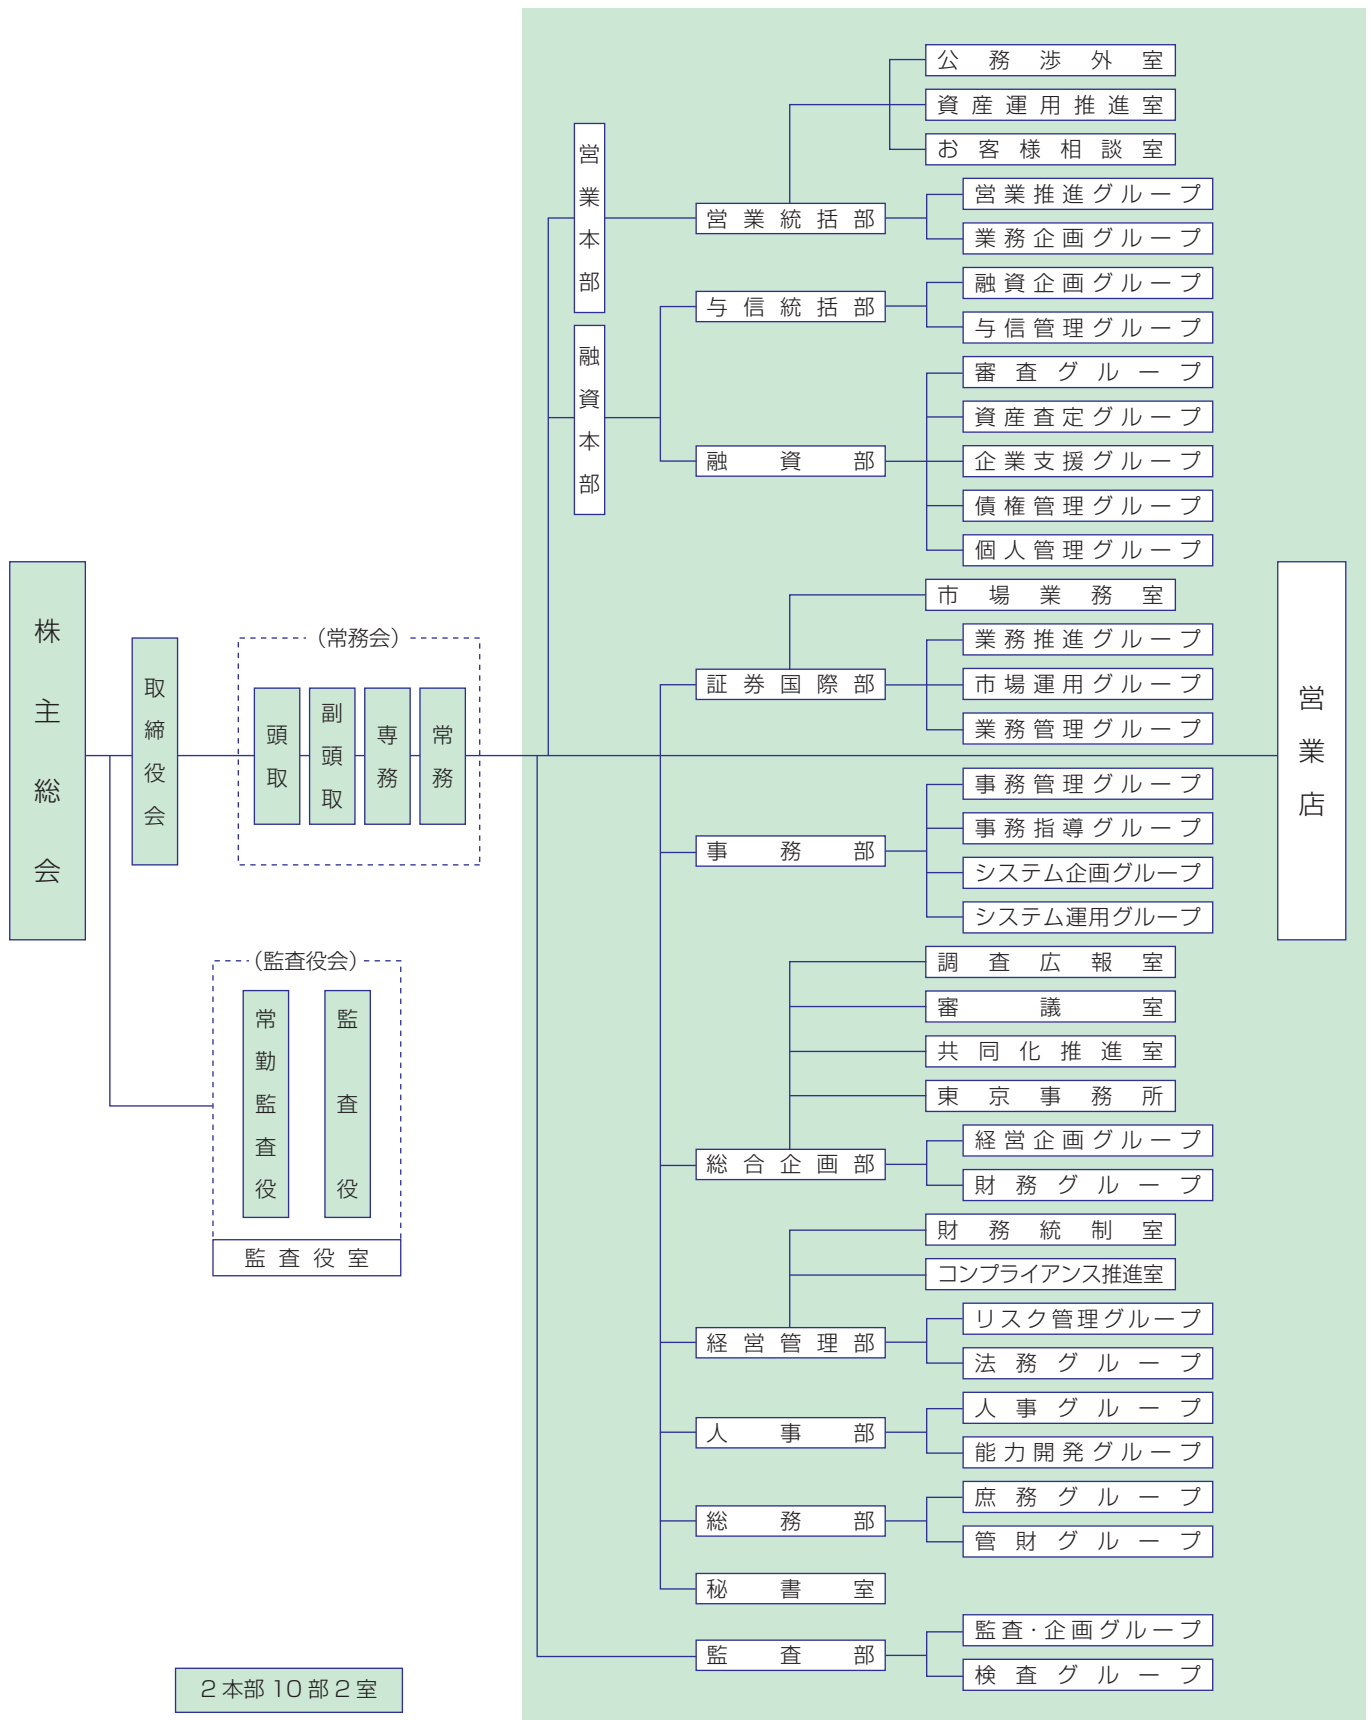 株主総会
取締役会
(常務会)
頭取
副頭取
専務
常務
(監査役会)
常勤監査役
監査役
監査役室
2本部10部2室
営業本部
融資本部
営業統括部
公務渉外室
資産運用推進室
お客様相談室
営業推進グループ
業務企画グループ
与信統括部
融資企画グループ
与信管理グループ
融資部
審査グループ
資産査定グループ
企業支援グループ
債権管理グループ
個人管理グループ
証券国際部
市場業務室
業務推進グループ
市場運用グループ
業務管理グループ
事務部
事務管理グループ
事務指導グループ
システム企画グループ
システム運用グループ
総合企画部
調査広報室
審議室
共同化推進室
東京事務所
経営企画グループ
財務グループ
経営管理部
財務統制室
コンプライアンス推進室
リスク管理グループ
法務グループ
人事部
人事グループ
能力開発グループ
総務部
庶務グループ
管財グループ
秘書室
監査部
監査・企画グループ
検査グループ
営業店